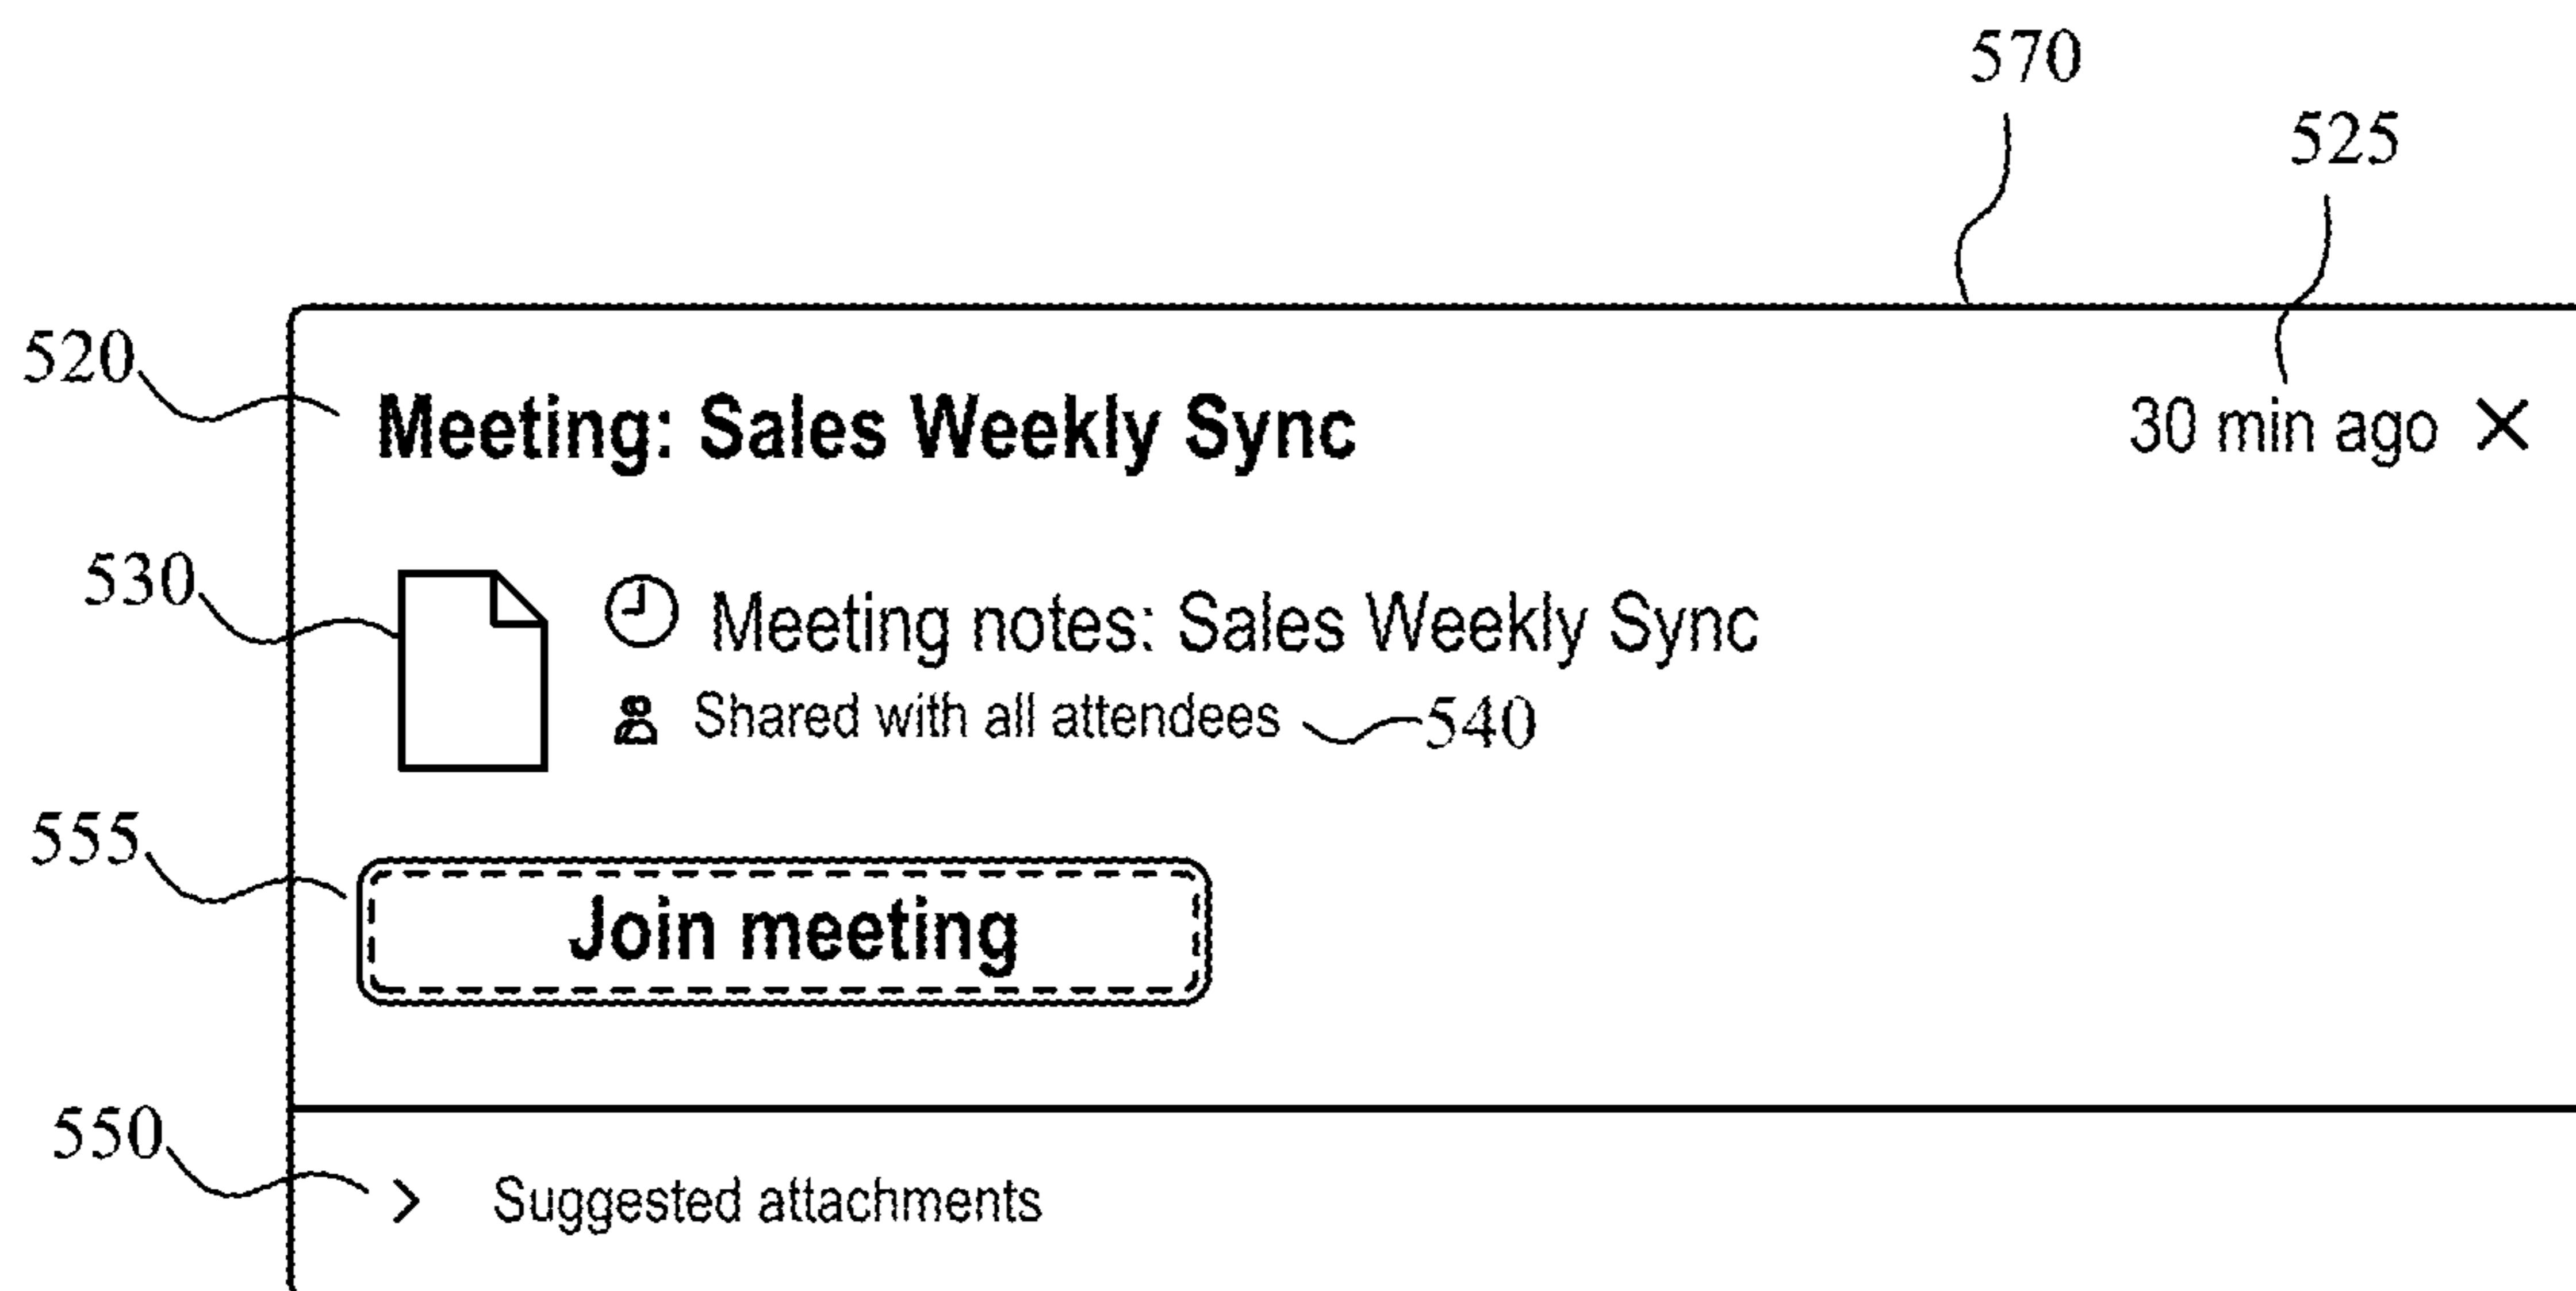 570
525
520
Meeting: Sales Weekly Sync
30 min ago
530
Meeting notes: Sales Weekly Sync
Shared with all attendees
540
555
Join meeting
550
Suggested attachments